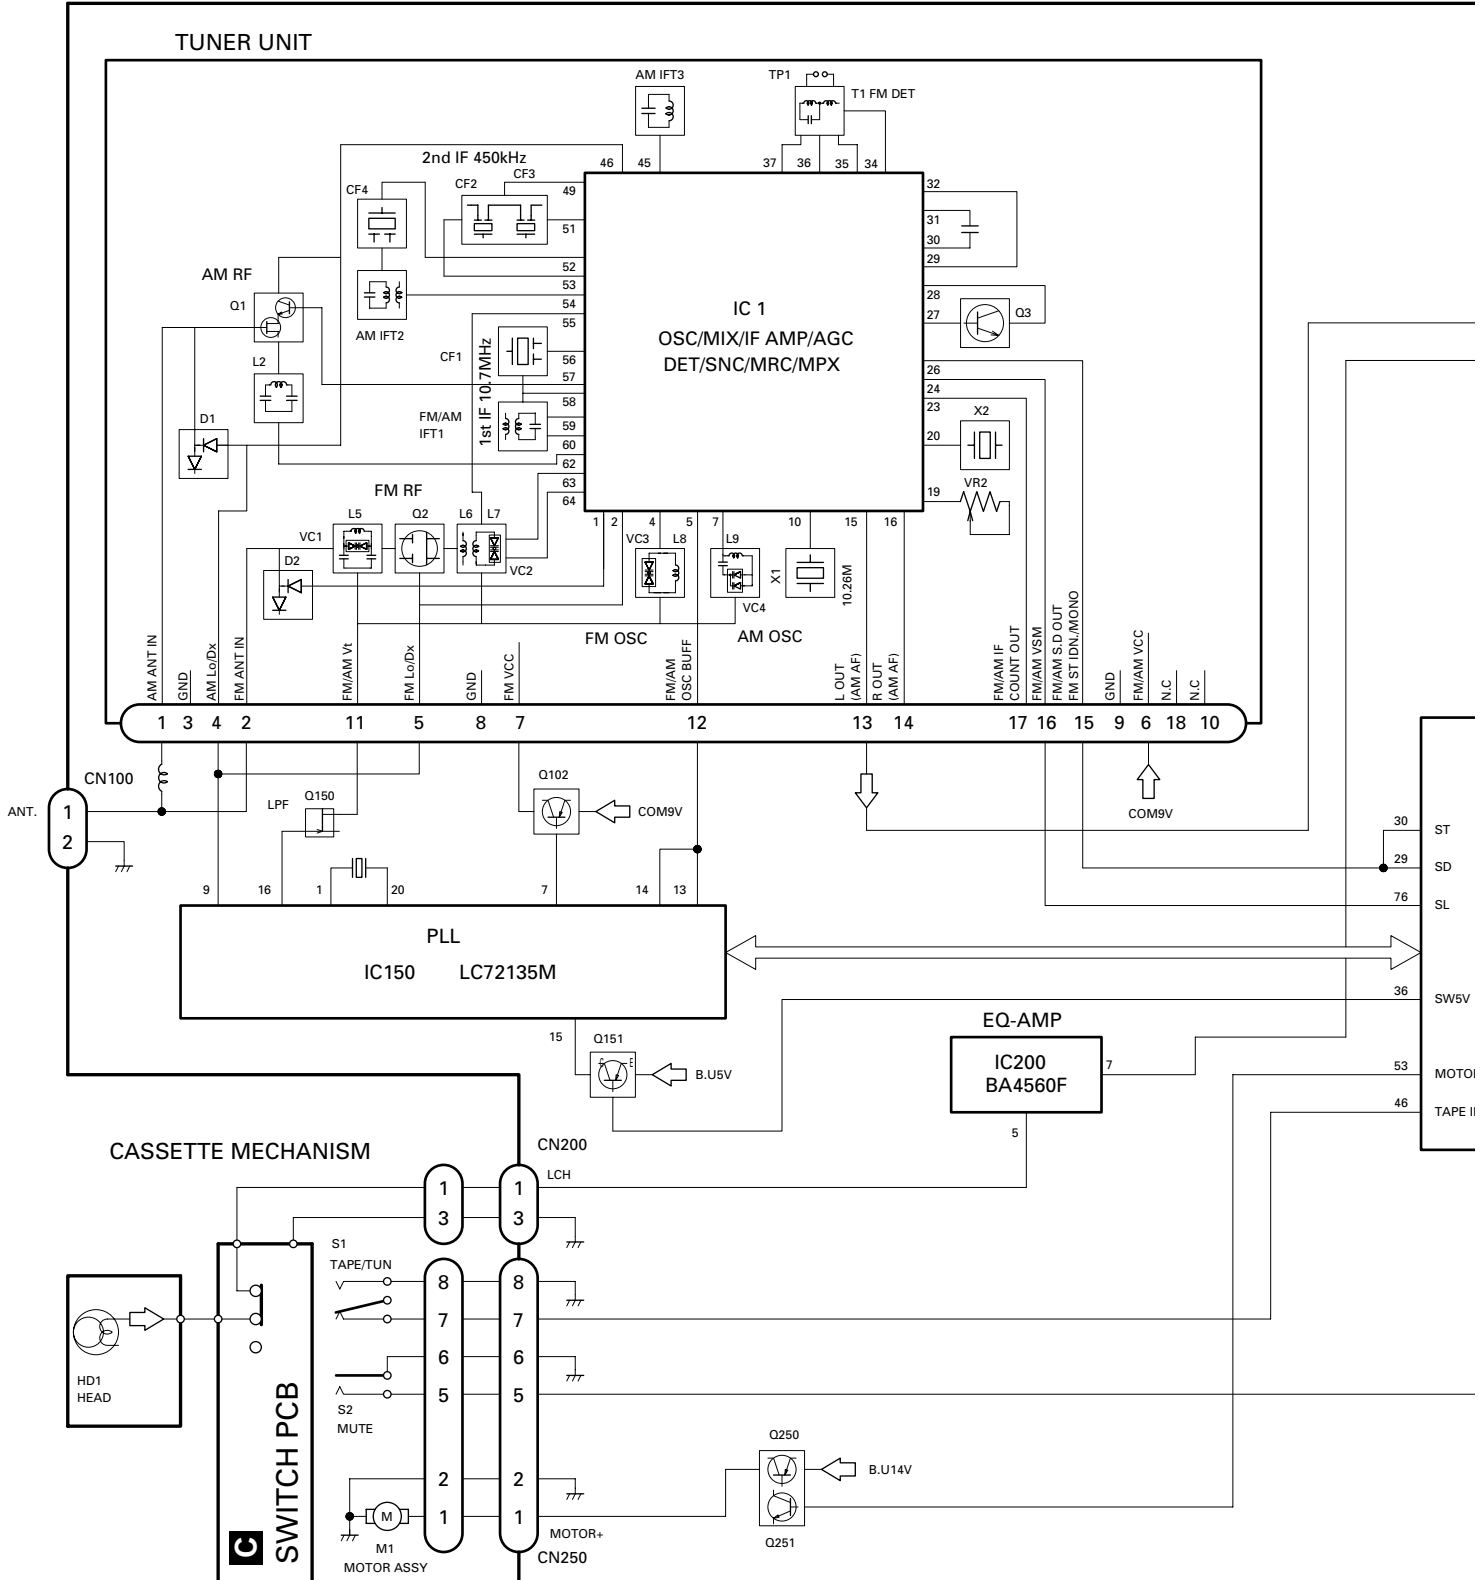 TUNER UNIT
AM IFT3
TP1
T1 FM DET
2nd IF 450kHz
46
45
37
36
35
34
CF4
CF2
CF3
49
51
52
53
54
55
56
57
58
59
60
62
63
64
32
31
30
29
28
27
26
24
23
20
19
AM RF
Q1
AM IFT2
L2
CF1
1st IF 10.7MHz
FM/AM
IFT1
D1
IC 1
OSC/MIX/IF AMP/AGC
DET/SNC/MRC/MPX
Q3
X2
VR2
FM RF
L5
Q2
L6
L7
VC1
VC2
D2
1
2
4
5
7
10
15
16
VC3
L8
L9
VC4
X1
10.26M
FM OSC
AM OSC
AM ANT IN
GND
AM Lo/Dx
FM ANT IN
FM/AM Vt
FM Lo/Dx
GND
FM VCC
FM/AM
OSC BUFF
L OUT
(AM AF)
R OUT
(AM AF)
FM/AM IF
COUNT OUT
FM/AM VSM
FM/AM S.D OUT
FM ST IDN./MONO
GND
FM/AM VCC
N.C
N.C
1 3 4 2 11 5 8 7 12 13 14 17 16 15 9 6 18 10
CN100
ANT.
1
2
LPF
Q150
Q102
COM9V
COM9V
9
16
1
20
7
14
13
PLL
IC150 LC72135M
15
Q151
C
E
B.U5V
30
ST
29
SD
76
SL
36
SW5V
53
46
EQ-AMP
IC200
BA4560F
7
5
CASSETTE MECHANISM
CN200
LCH
1
3
1
3
S1
TAPE/TUN
8
7
6
5
2
1
8
7
6
5
2
1
HD1
HEAD
S2
MUTE
C
SWITCH PCB
M
M1
MOTOR ASSY
MOTOR+
CN250
Q250
B.U14V
Q251
TAPE